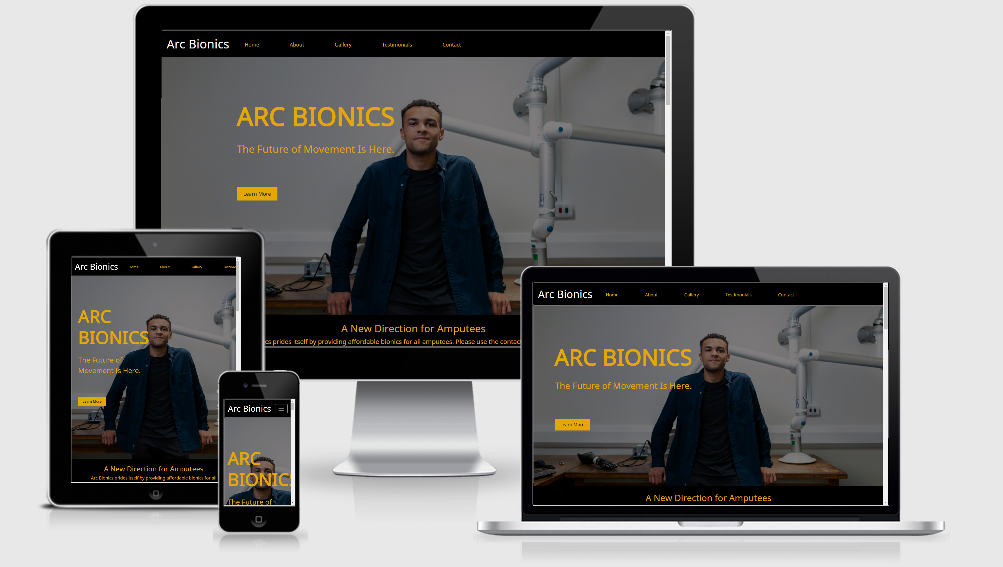 Arc Bionics Home About Gallery Testimonials Contact
ARC BIONICS
The Future of Movement Is Here.
Learn More
A New Direction for Amputees
cs prides itself by providing affordable bionics for all amputees. Please use the contac
Arc Bionics Home About Gallery
ARC
BIONICS
The Future of
Movement Is Here.
Learn More
A New Direction for Amputees
Arc Bionics prides itself by providing affordable bionics for all
Arc Bionics
ARC
BIONICS
The Future of
Arc Bionics Home About Gallery Testimonials Contact
ARC BIONICS
The Future of Movement Is Here.
Learn More
A New Direction for Amputees